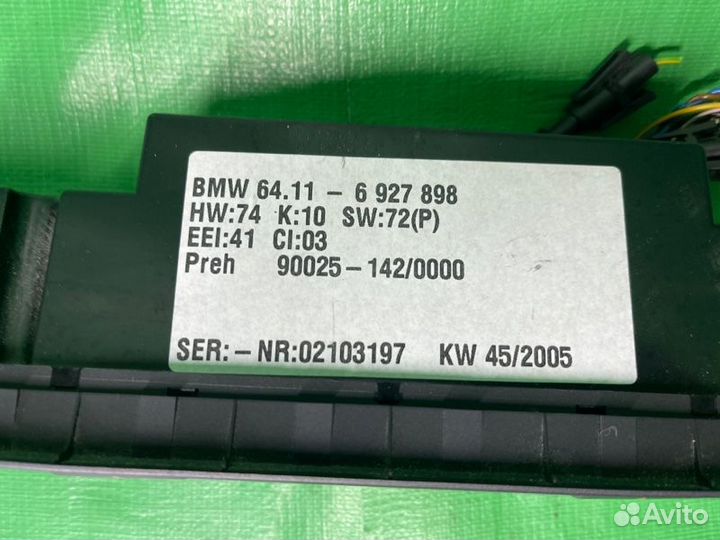 BMW 64.11 – 6 927 898
HW:74 K:10 SW:72(P)
EEI:41 CI:03
Preh 90025–142/0000
SER:–NR:02103197 KW 45/2005
Avito